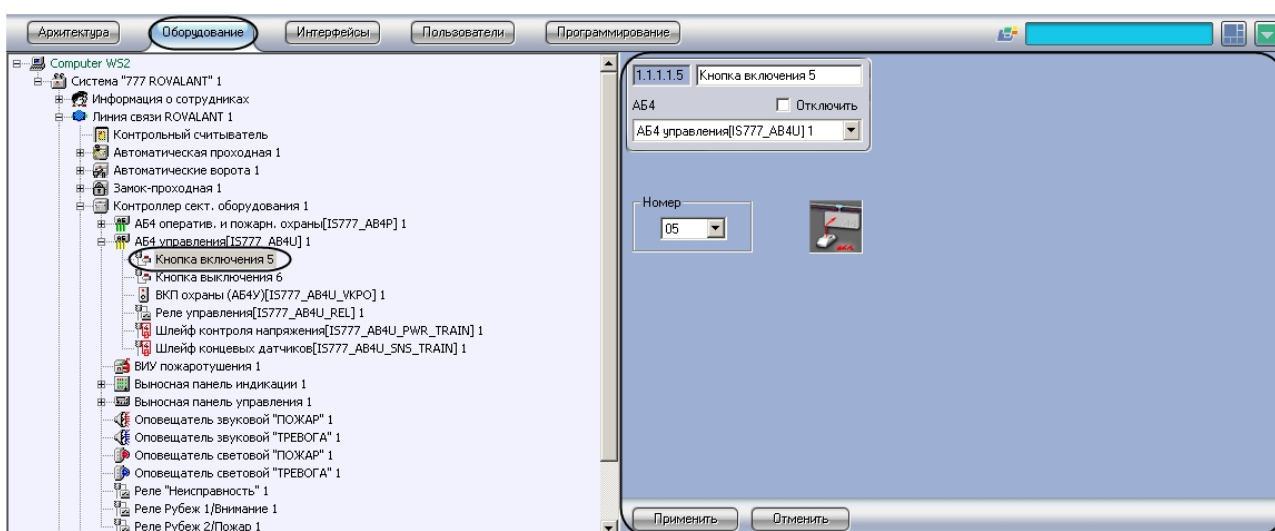 Архитектура Оборудование Интерфейсы Пользователи Программирование
Computer WS2
Система "777 ROVALANT" 1
Информация о сотрудниках
Линия связи ROVALANT 1
Контрольный считыватель
Автоматическая проходная 1
Автоматические ворота 1
Замок-проходная 1
Контроллер сект. оборудования 1
АБ4 оператив. и пожарн. охраны[IS777_AB4P] 1
АБ4 управления[IS777_AB4U] 1
Кнопка включения 5
Кнопка выключения 6
ВКП охраны (АБ4У)[IS777_AB4U_VKPO] 1
Реле управления[IS777_AB4U_REL] 1
Шлейф контроля напряжения[IS777_AB4U_PWR_TRAIN] 1
Шлейф концевых датчиков[IS777_AB4U_SNS_TRAIN] 1
ВИУ пожаротушения 1
Выносная панель индикации 1
Выносная панель управления 1
Оповещатель звуковой "ПОЖАР" 1
Оповещатель звуковой "ТРЕВОГА" 1
Оповещатель световой "ПОЖАР" 1
Оповещатель световой "ТРЕВОГА" 1
Реле "Неисправность" 1
Реле Рубеж 1/Внимание 1
Реле Рубеж 2/Пожар 1
1.1.1.1.5 Кнопка включения 5
АБ4 Отключить
АБ4 управления[IS777_AB4U] 1
Номер
05
Применить Отменить